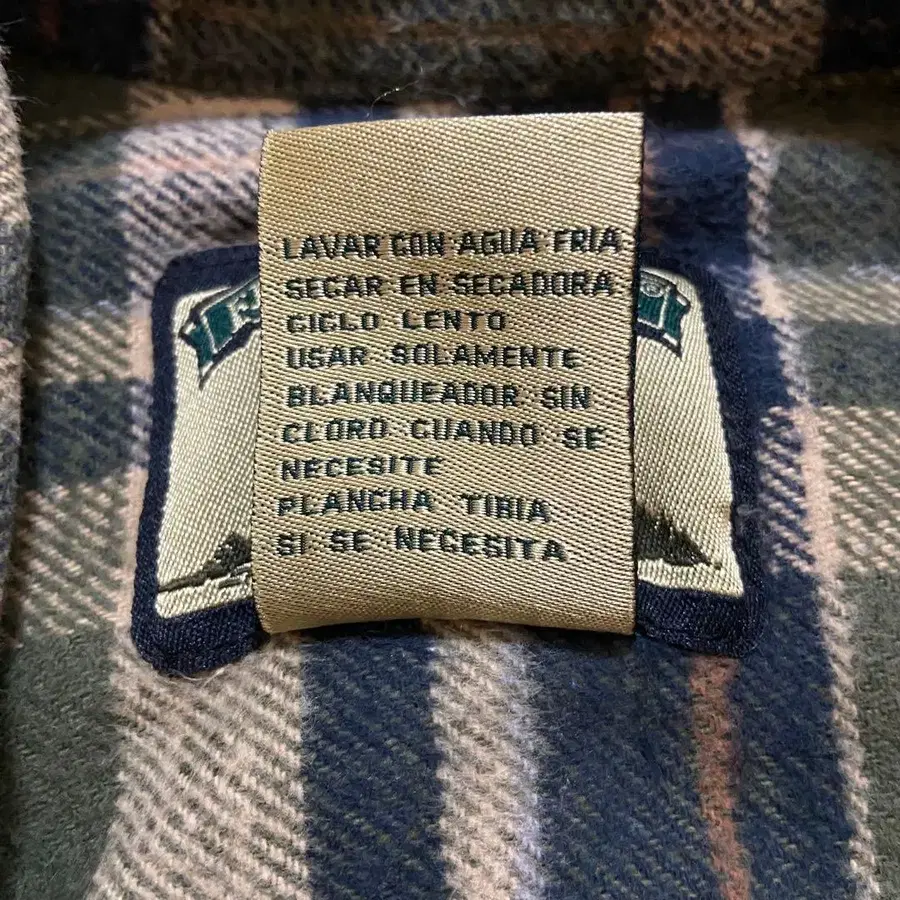 LAVAR CON AGUA FRIA
SECAR EN SECADORA
CICLO LENTO
USAR SOLAMENTE
BLANQUEADOR SIN
CLORO CUANDO SE
NECESITE
PLANCHA TIBIA
SI SE NECESITA